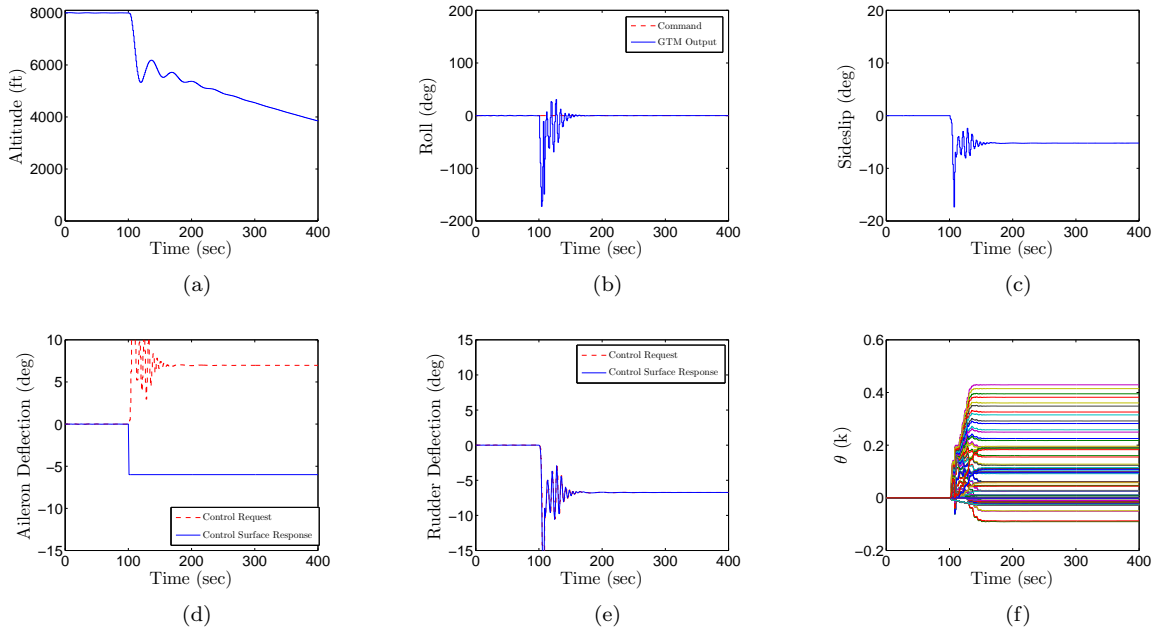 8000
6000
4000
2000
0
Altitude (ft)
0 100 200 300 400
Time (sec)
(a)
200
100
0
−100
−200
Roll (deg)
Command
GTM Output
0 100 200 300 400
Time (sec)
(b)
20
10
0
−10
−20
Sideslip (deg)
0 100 200 300 400
Time (sec)
(c)
10
5
0
−5
−10
−15
Aileron Deflection (deg)
Control Request
Control Surface Response
0 100 200 300 400
Time (sec)
(d)
15
10
5
0
−5
−10
−15
Rudder Deflection (deg)
Control Request
Control Surface Response
0 100 200 300 400
Time (sec)
(e)
0.6
0.4
0.2
0
−0.2
θ (k)
0 100 200 300 400
Time (sec)
(f)